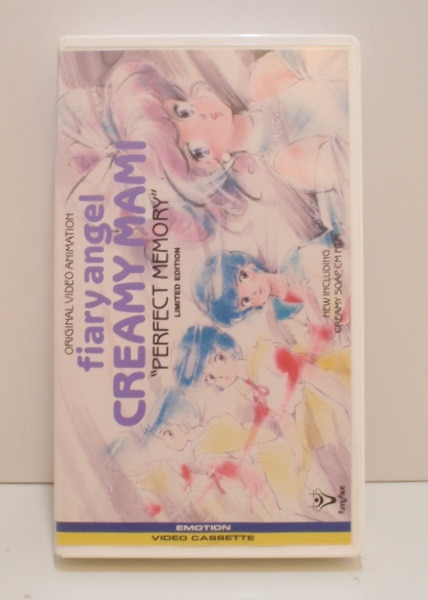 ORIGINAL VIDEO ANIMATION
fiary angel
CREAMY MAMI
"PERFECT MEMORY"
LIMITED EDITION
NEW INCLUDING
CREAMY SOAP CM
EMOTION
VIDEO CASSETTE